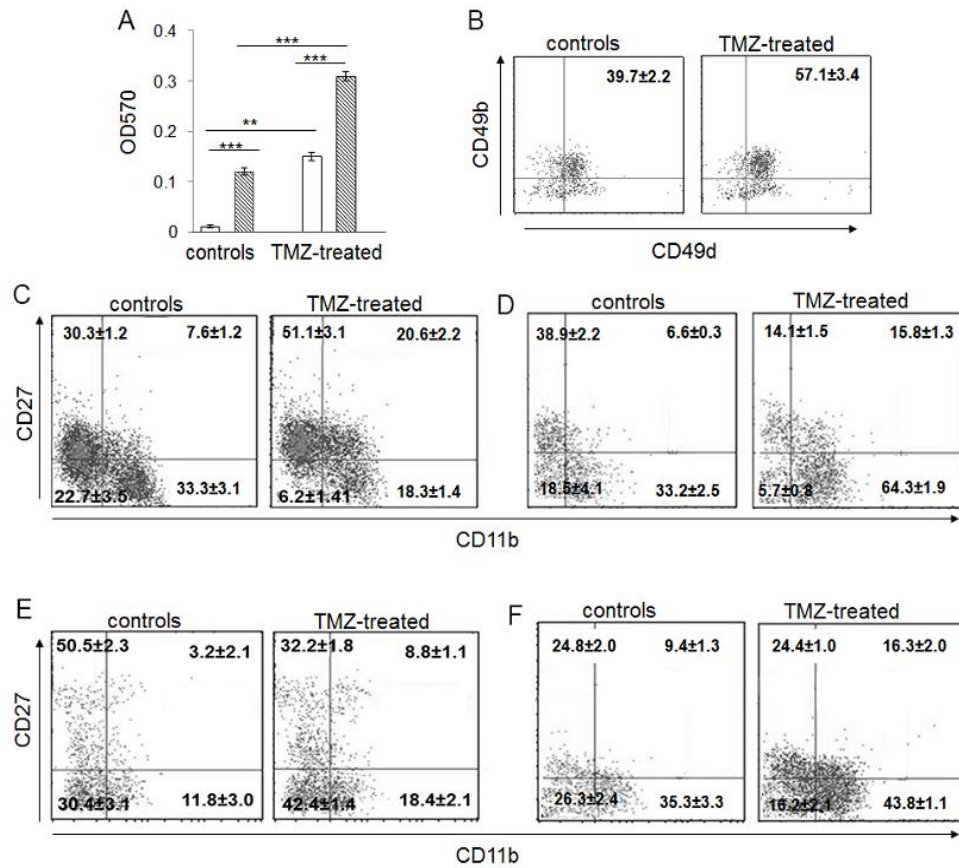 A
0.4
0.3
0.2
0.1
0
OD570
***
***
**
***
controls TMZ-treated
B
controls TMZ-treated
CD49b
39.7±2.2 57.1±3.4
CD49d
C
controls TMZ-treated
CD27
30.3±1.2 7.6±1.2 51.1±3.1 20.6±2.2
22.7±3.5 33.3±3.1 6.2±1.41 18.3±1.4
D
controls TMZ-treated
38.9±2.2 6.6±0.3 14.1±1.5 15.8±1.3
18.5±4.1 33.2±2.5 5.7±0.8 64.3±1.9
CD11b
E
controls TMZ-treated
CD27
50.5±2.3 3.2±2.1 32.2±1.8 8.8±1.1
30.4±3.1 11.8±3.0 42.4±1.4 18.4±2.1
F
controls TMZ-treated
24.8±2.0 9.4±1.3 24.4±1.0 16.3±2.0
26.3±2.4 35.3±3.3 16.2±2.1 43.8±1.1
CD11b